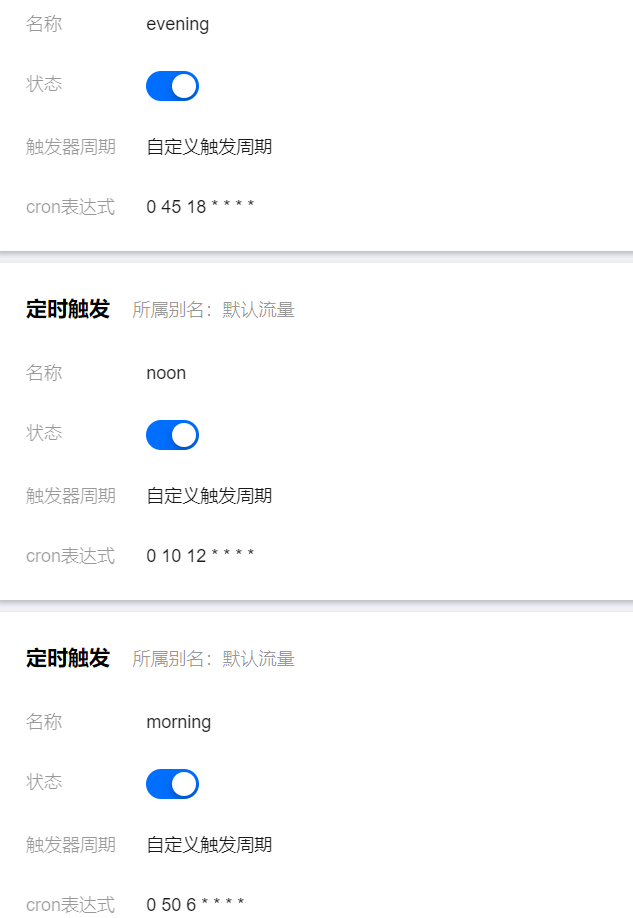 名称 evening
状态
触发器周期 自定义触发周期
cron表达式 0 45 18 * * * *
定时触发 所属别名：默认流量
名称 noon
状态
触发器周期 自定义触发周期
cron表达式 0 10 12 * * * *
定时触发 所属别名：默认流量
名称 morning
状态
触发器周期 自定义触发周期
cron表达式 0 50 6 * * * *